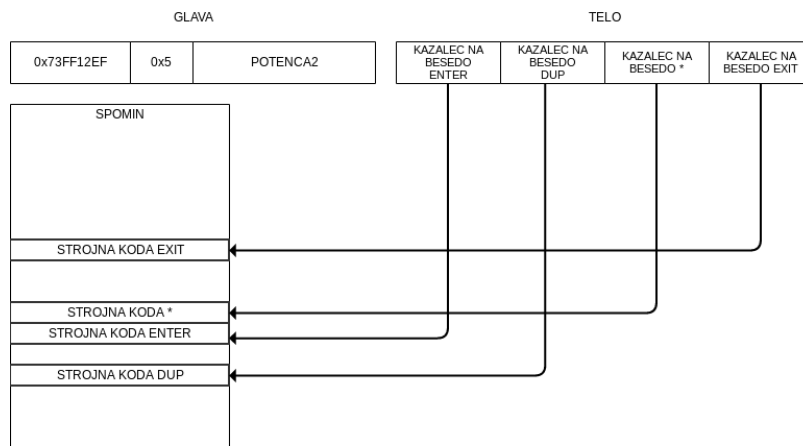 GLAVA
TELO
0x73FF12EF
0x5
POTENCA2
KAZALEC NA
BESEDO
ENTER
KAZALEC NA
BESEDO
DUP
KAZALEC NA
BESEDO *
KAZALEC NA
BESEDO EXIT
SPOMIN
STROJNA KODA EXIT
STROJNA KODA *
STROJNA KODA ENTER
STROJNA KODA DUP